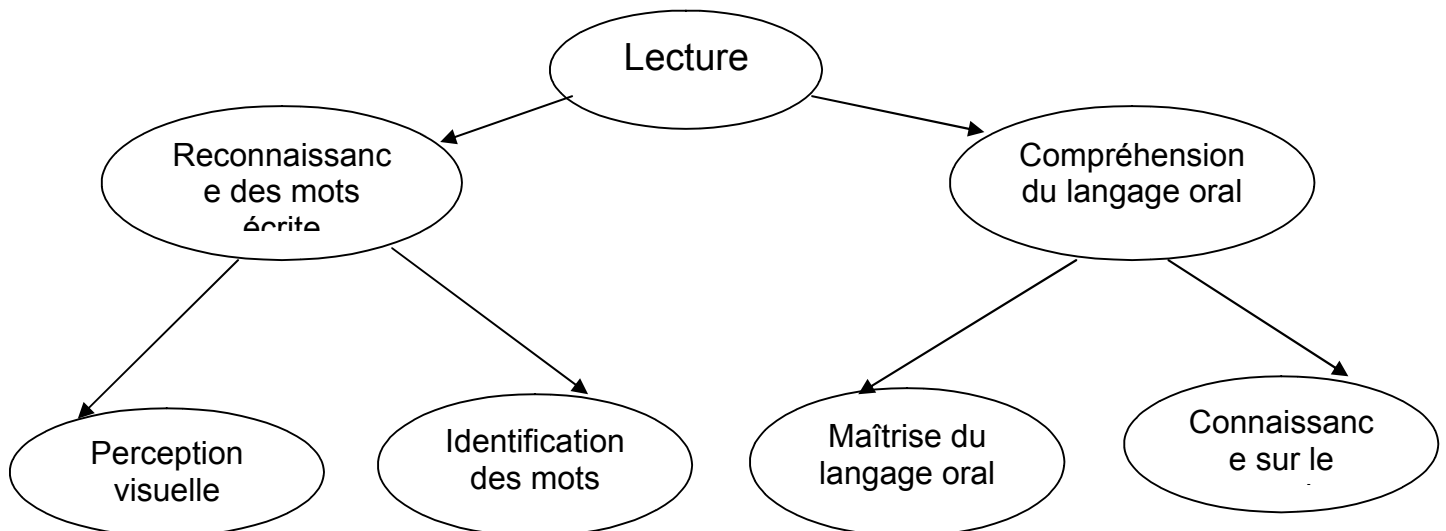 Lecture
Reconnaissanc
e des mots
écrite
Compréhension
du langage oral
Perception
visuelle
Identification
des mots
Maîtrise du
langage oral
Connaissanc
e sur le